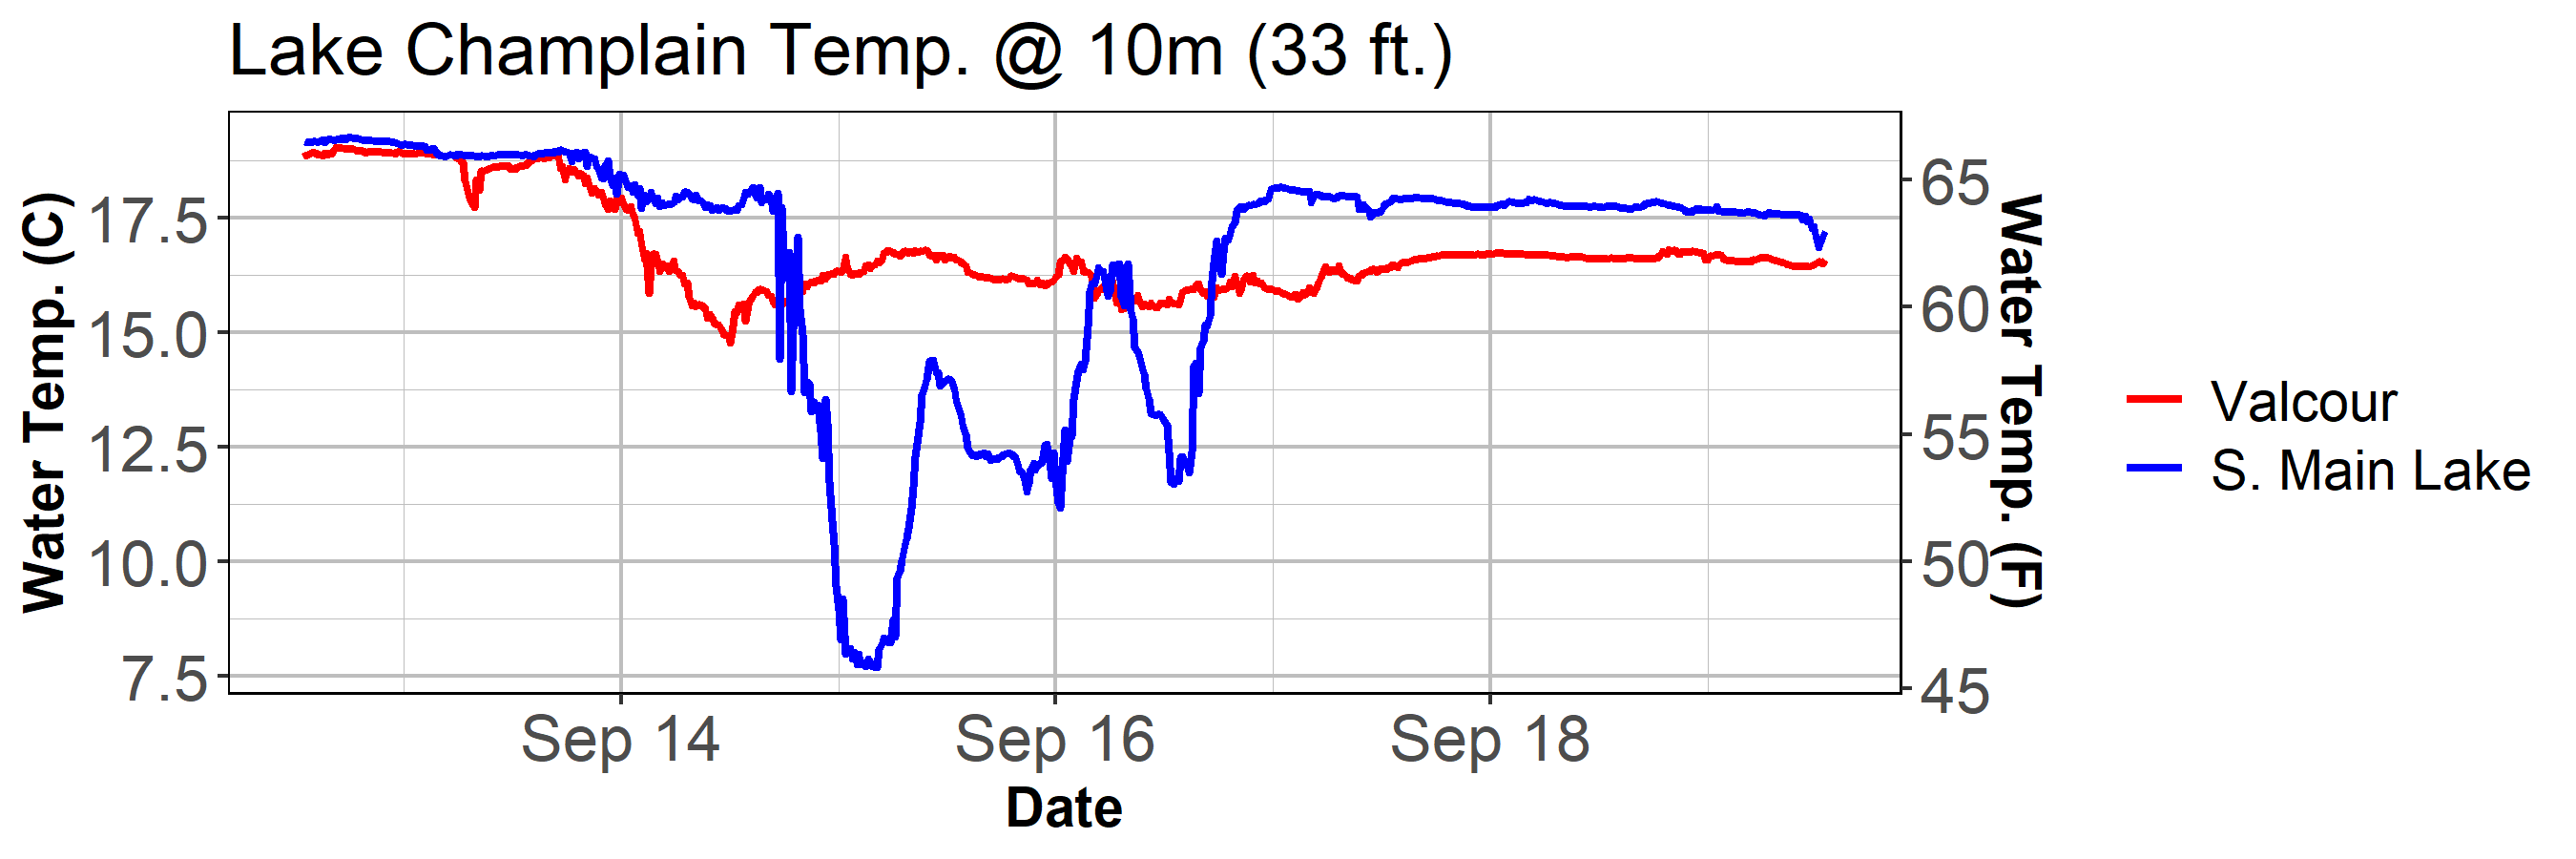 Lake Champlain Temp. @ 10m (33 ft.)
Water Temp. (C)
17.5
15.0
12.5
10.0
7.5
65
60
55
50
45
Water Temp. (F)
Sep 14
Sep 16
Sep 18
Date
Valcour
S. Main Lake